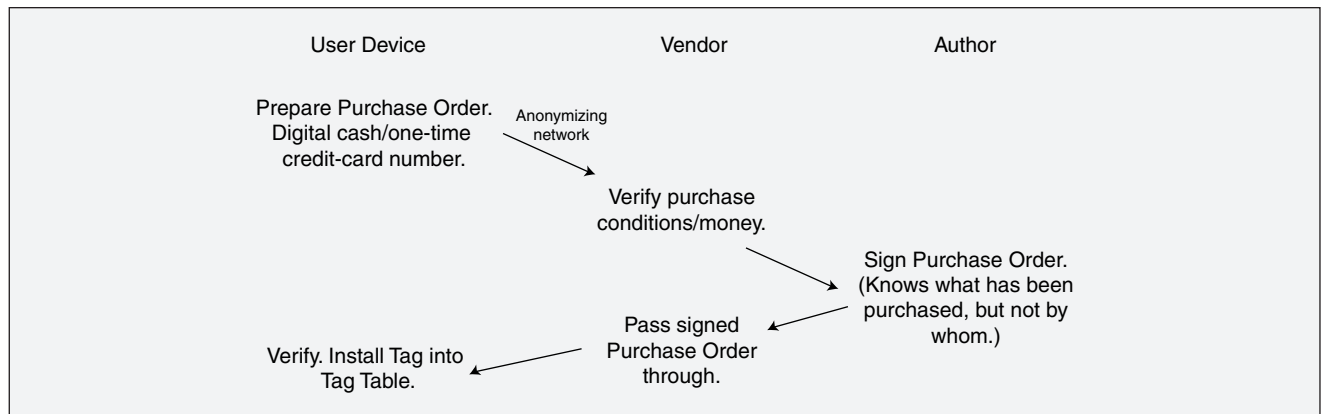 User Device
Vendor
Author
Prepare Purchase Order.
Digital cash/one-time
credit-card number.
Anonymizing
network
Verify purchase
conditions/money.
Sign Purchase Order.
(Knows what has been
purchased, but not by
whom.)
Pass signed
Purchase Order
through.
Verify. Install Tag into
Tag Table.